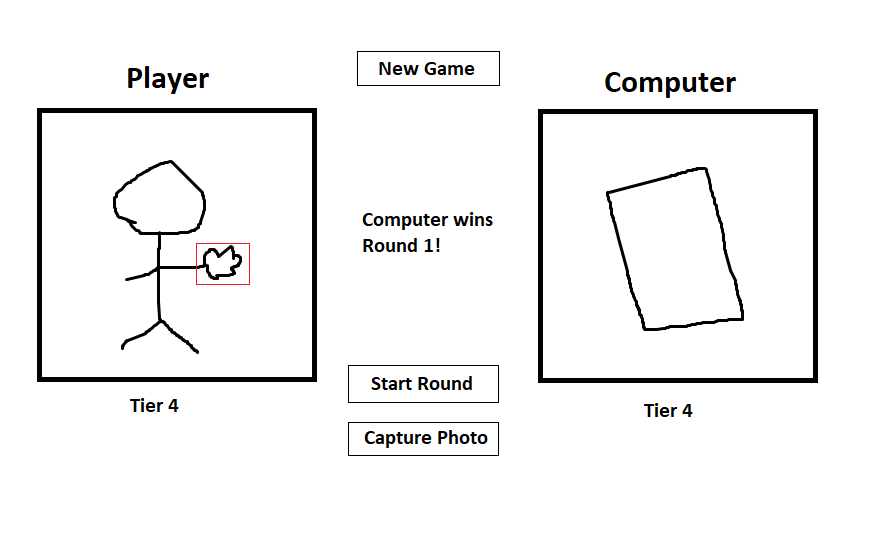 New Game
Player
Computer
Computer wins
Round 1!
Start Round
Tier 4
Tier 4
Capture Photo